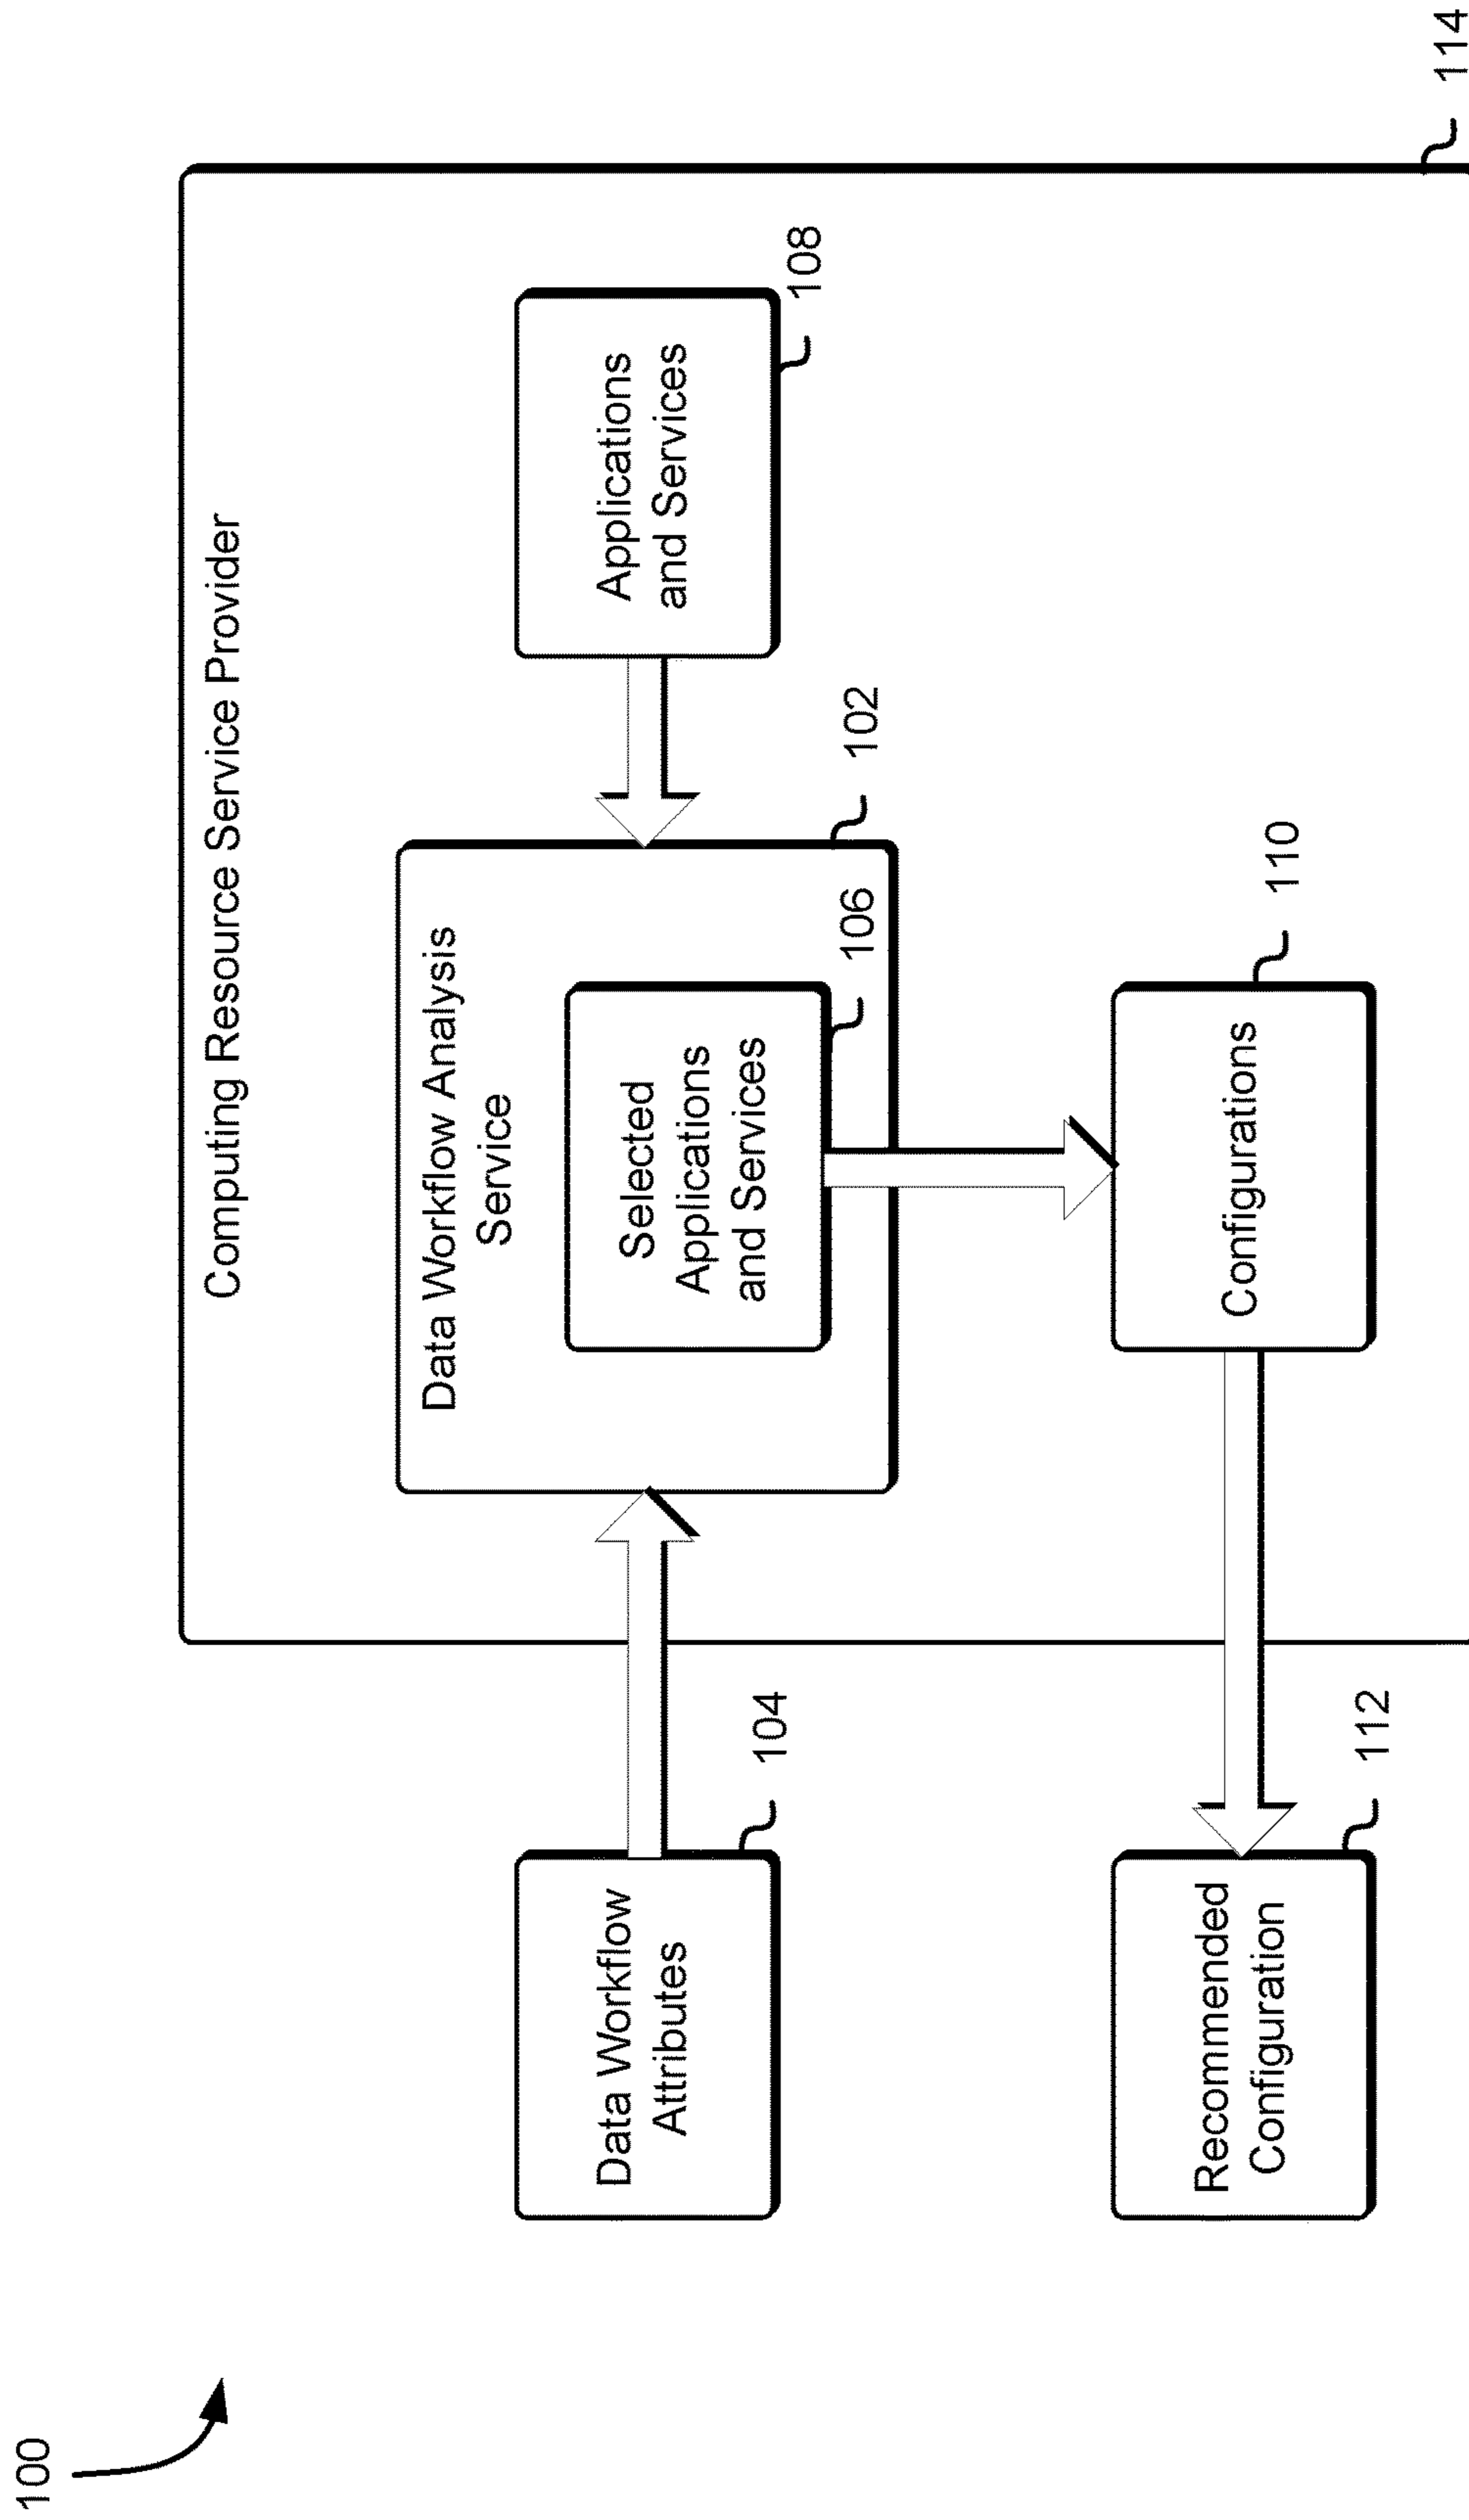 100
Computing Resource Service Provider
114
Data Workflow Analysis
Service
102
Data Workflow
Attributes
104
Selected
Applications
and Services
106
Applications
and Services
108
Recommended
Configuration
112
Configurations
110